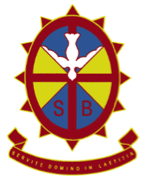 S B
SERVITE DOMINO IN LAETITIA